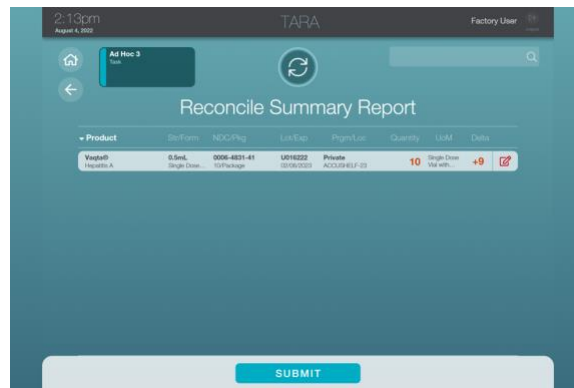 2:13pm
August 4, 2022
TARA
Factory User
Ad Hoc 3
Task
Reconcile Summary Report
Product Str/Form NDC/Pkg Lot/Exp Prgm/Loc Quantity UoM Delta
Vaqta® 0.5mL 0006-4831-41 U016222 Private 10 Single Dose +9
Hepatitis A Single Dose... 10/Package 02/06/2023 ACCUSHELF-23 Vial with...
SUBMIT